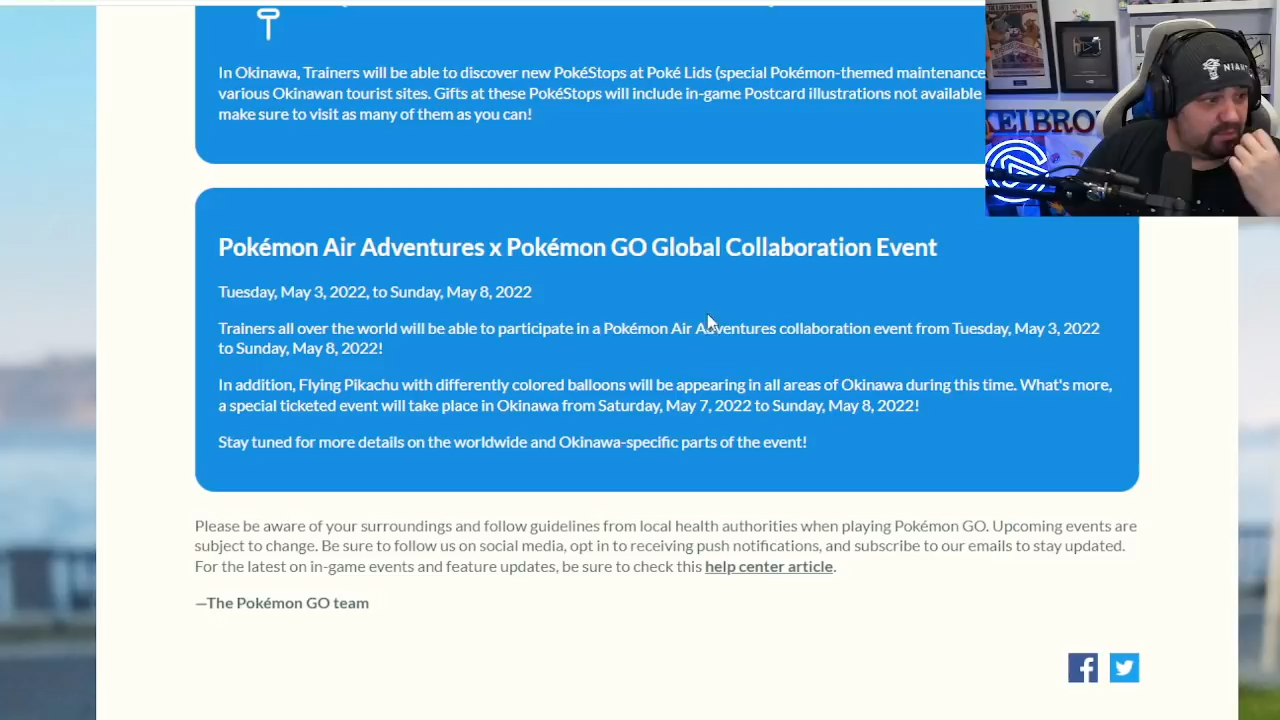 In Okinawa, Trainers will be able to discover new PokéStops at Poké Lids (special Pokémon-themed maintenance
various Okinawan tourist sites. Gifts at these PokéStops will include in-game Postcard illustrations not available
make sure to visit as many of them as you can!
NIAN
KEIBRO
Pokémon Air Adventures x Pokémon GO Global Collaboration Event
Tuesday, May 3, 2022, to Sunday, May 8, 2022
Trainers all over the world will be able to participate in a Pokémon Air Adventures collaboration event from Tuesday, May 3, 2022
to Sunday, May 8, 2022!
In addition, Flying Pikachu with differently colored balloons will be appearing in all areas of Okinawa during this time. What's more,
a special ticketed event will take place in Okinawa from Saturday, May 7, 2022 to Sunday, May 8, 2022!
Stay tuned for more details on the worldwide and Okinawa-specific parts of the event!
Please be aware of your surroundings and follow guidelines from local health authorities when playing Pokémon GO. Upcoming events are
subject to change. Be sure to follow us on social media, opt in to receiving push notifications, and subscribe to our emails to stay updated.
For the latest on in-game events and feature updates, be sure to check this help center article.
—The Pokémon GO team